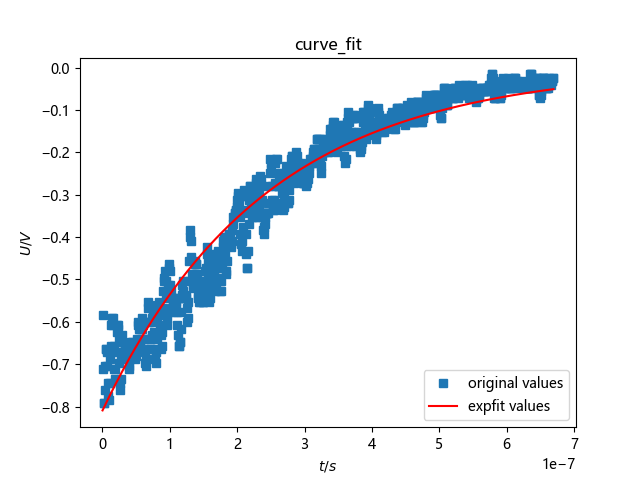 curve_fit
0.0
−0.1
−0.2
−0.3
−0.4
−0.5
−0.6
−0.7
−0.8
U/V
0 1 2 3 4 5 6 7
1e−7
t/s
original values
expfit values